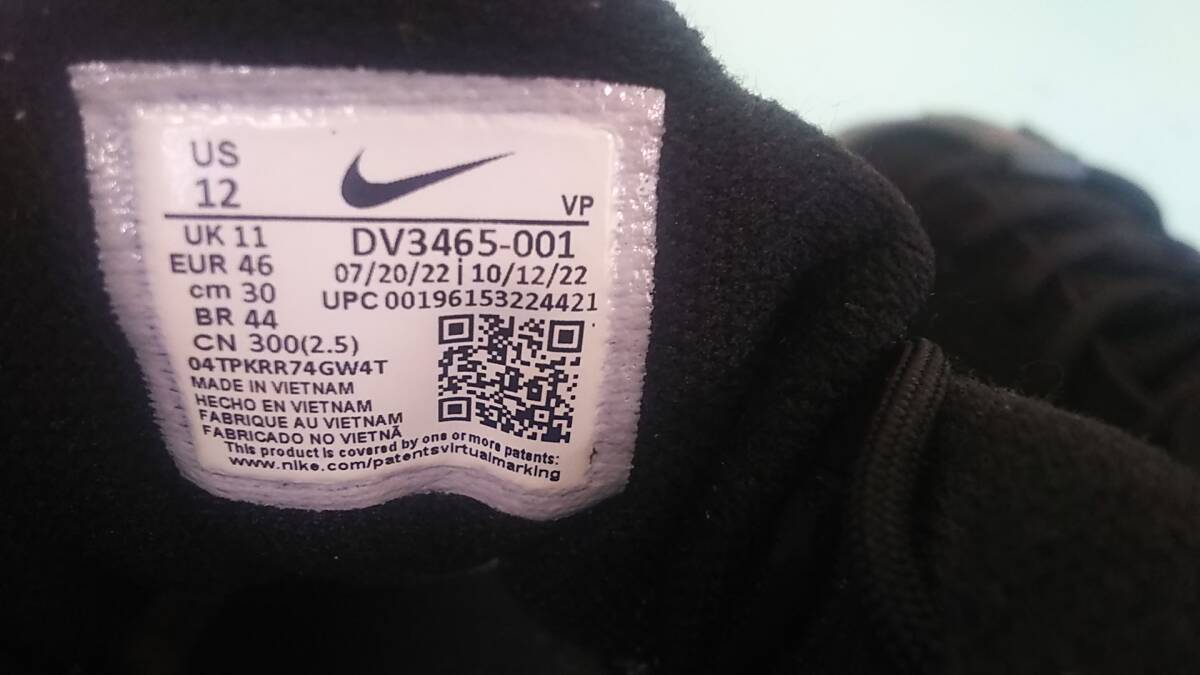 US
12
VP
UK 11
EUR 46
cm 30
BR 44
CN 300(2.5)
DV3465-001
07/20/22 | 10/12/22
UPC 00196153224421
04TPKRR74GW4T
MADE IN VIETNAM
HECHO EN VIETNAM
FABRIQUE AU VIETNAM
FABRICADO NO VIETNÃ
This product is covered by one or more patents:
www.nike.com/patentsvirtualmarking